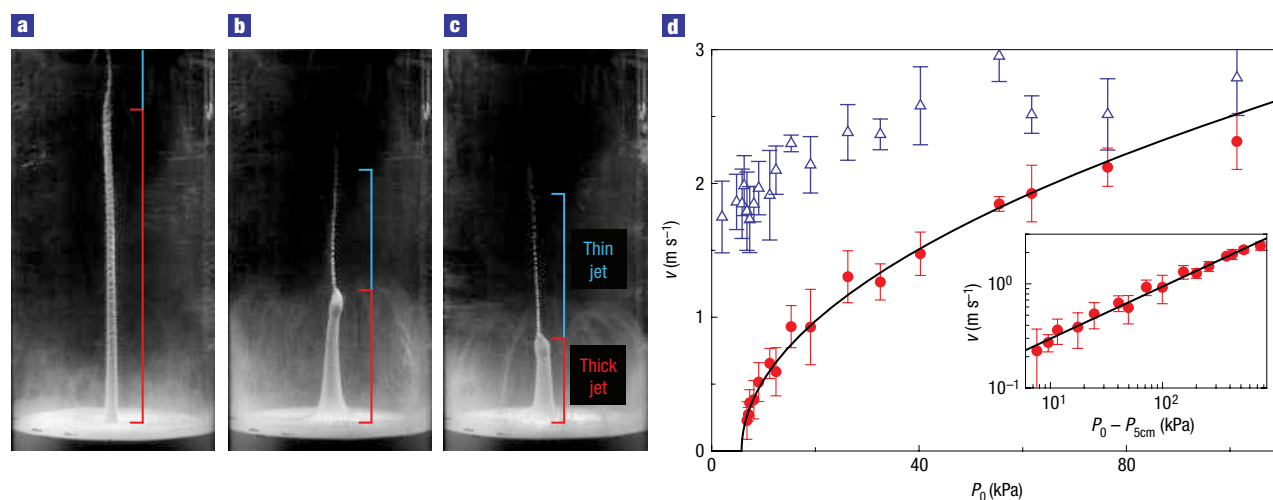 a
b
c
d
Thin
jet
Thick
jet
3
2
1
0
v (m s⁻¹)
0
40
80
P₀ (kPa)
10⁰
10⁻¹
v (m s⁻¹)
10¹
10²
P₀ – P₅cm (kPa)